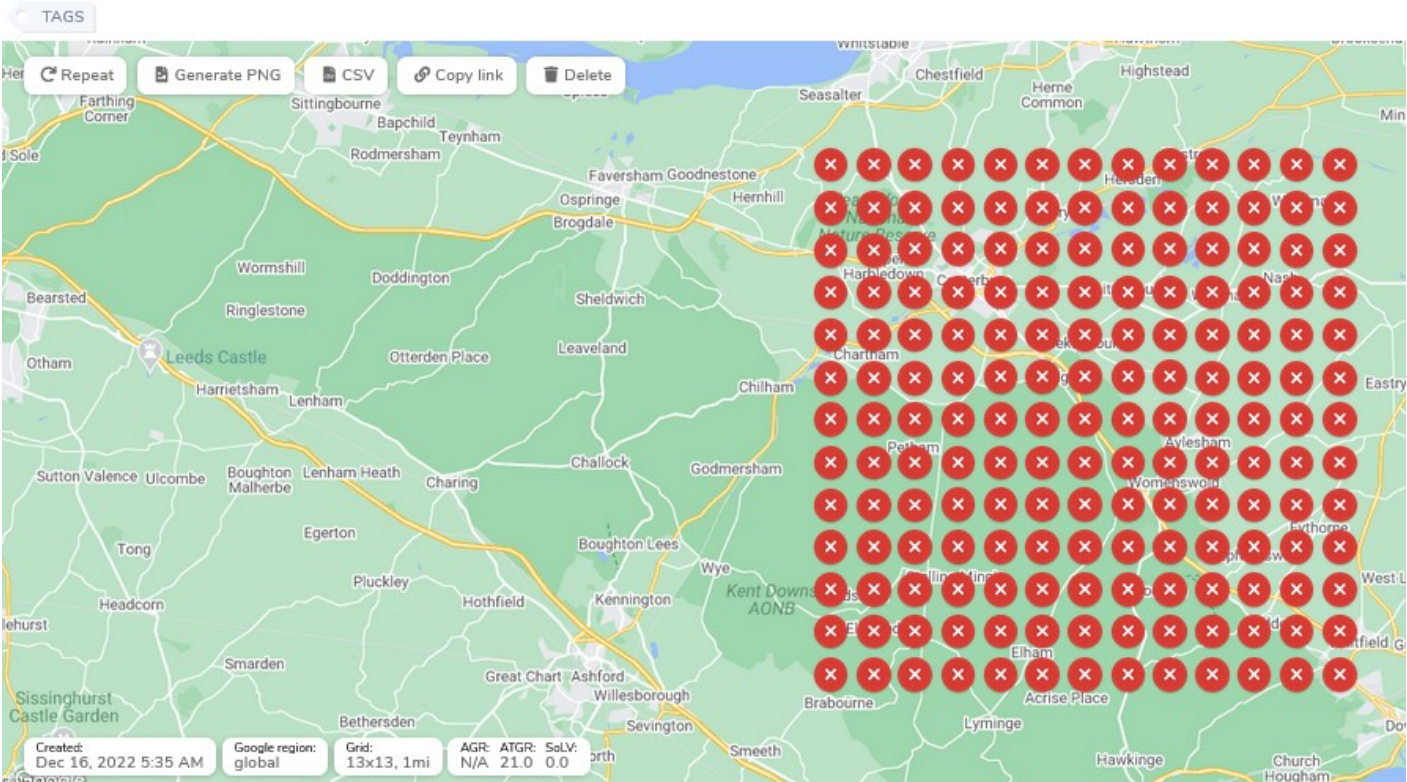 TAGS
Whitstable
Repeat
Generate PNG
CSV
Copy link
Delete
Chestfield
Highstead
Herne
Common
Seasalter
Farthing
Corner
Sittingbourne
Bapchild
Teynham
Min
Rodmersham
d Sole
Faversham Goodnestone
Hernhill
Ospringe
Brogdale
Nature Reserve
Wormshill
Doddington
Harbledown
Bearsted
Sheldwich
Ringlestone
Leeds Castle
Otterden Place
Leaveland
Chartham
Otham
Harrietsham
Lenham
Chilham
Eastry
Petham
Aylesham
Sutton Valence
Ulcombe
Boughton
Malherbe
Lenham Heath
Charing
Challock
Godmersham
Womenswold
Egerton
Eythorne
Tong
Boughton Lees
Wye
Pluckley
Kent Downs
AONB
West L
Headcorn
Hothfield
Kennington
lehurst
Elham
Smarden
Great Chart
Ashford
Willesborough
Brabourne
Acrise Place
Sissinghurst
Castle Garden
Bethersden
Sevington
Lyminge
Smeeth
Hawkinge
Church
Hougham
Created:
Dec 16, 2022 5:35 AM
Google region:
global
Grid:
13x13, 1mi
AGR: ATGR: SoLV:
N/A 21.0 0.0